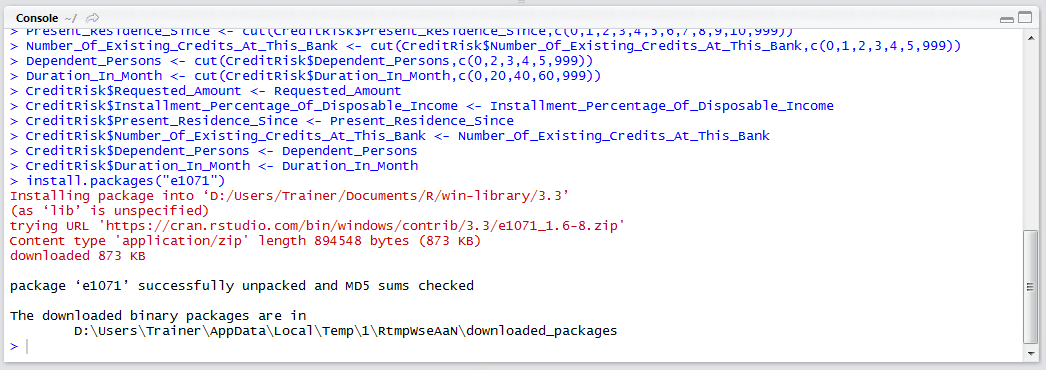 Console ~/
> Present_Residence_Since <- cut(CreditRisk$Present_Residence_Since,c(0,1,2,3,4,5,6,7,8,9,10,999))
> Number_Of_Existing_Credits_At_This_Bank <- cut(CreditRisk$Number_Of_Existing_Credits_At_This_Bank,c(0,1,2,3,4,5,999))
> Dependent_Persons <- cut(CreditRisk$Dependent_Persons,c(0,2,3,4,5,999))
> Duration_In_Month <- cut(CreditRisk$Duration_In_Month,c(0,20,40,60,999))
> CreditRisk$Requested_Amount <- Requested_Amount
> CreditRisk$Installment_Percentage_Of_Disposable_Income <- Installment_Percentage_Of_Disposable_Income
> CreditRisk$Present_Residence_Since <- Present_Residence_Since
> CreditRisk$Number_Of_Existing_Credits_At_This_Bank <- Number_Of_Existing_Credits_At_This_Bank
> CreditRisk$Dependent_Persons <- Dependent_Persons
> CreditRisk$Duration_In_Month <- Duration_In_Month
> install.packages("e1071")
Installing package into ‘D:/Users/Trainer/Documents/R/win-library/3.3’
(as ‘lib’ is unspecified)
trying URL 'https://cran.rstudio.com/bin/windows/contrib/3.3/e1071_1.6-8.zip'
Content type 'application/zip' length 894548 bytes (873 KB)
downloaded 873 KB
package ‘e1071’ successfully unpacked and MD5 sums checked
The downloaded binary packages are in
D:\Users\Trainer\AppData\Local\Temp\1\RtmpWseAaN\downloaded_packages
>